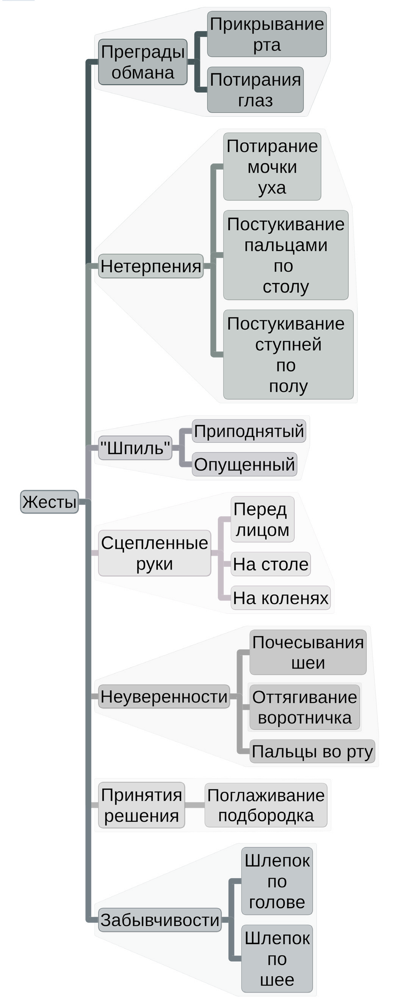 Жесты
Преграды
обмана
Прикрывание
рта
Потирания
глаз
Нетерпения
Потирание
мочки
уха
Постукивание
пальцами
по
столу
Постукивание
ступней
по
полу
"Шпиль"
Приподнятый
Опущенный
Сцепленные
руки
Перед
лицом
На столе
На коленях
Неуверенности
Почесывания
шеи
Оттягивание
воротничка
Пальцы во рту
Принятия
решения
Поглаживание
подбородка
Забывчивости
Шлепок
по
голове
Шлепок
по
шее